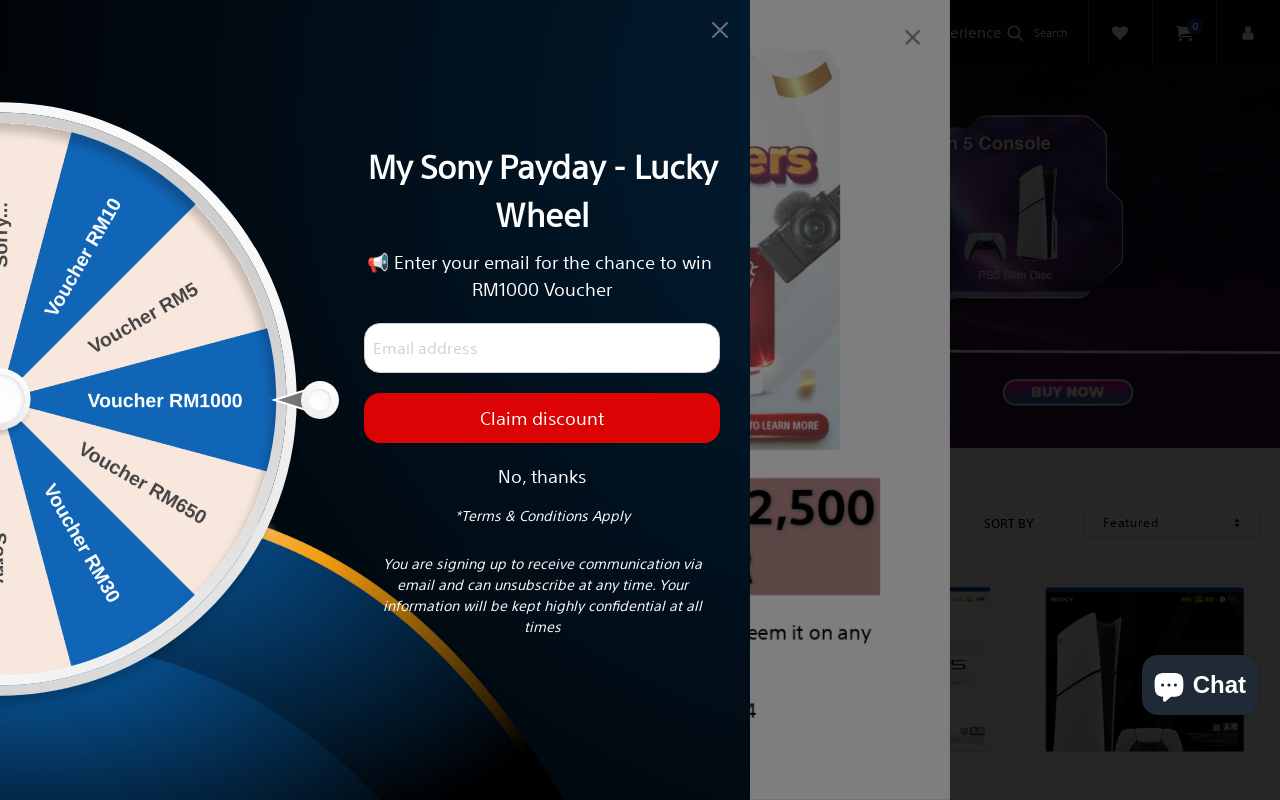 My Sony Payday - Lucky
Wheel
📢 Enter your email for the chance to win
RM1000 Voucher
Email address
Claim discount
No, thanks
*Terms & Conditions Apply
You are signing up to receive communication via
email and can unsubscribe at any time. Your
information will be kept highly confidential at all
times
Sorry...
Voucher RM10
Voucher RM5
Voucher RM1000
Voucher RM650
Voucher RM30
Sorry
ers
TO LEARN MORE
2,500
eem it on any
4
erience
Search
0
5 Console
PS5 Slim Disc
BUY NOW
SORT BY
Featured
SONY
Chat